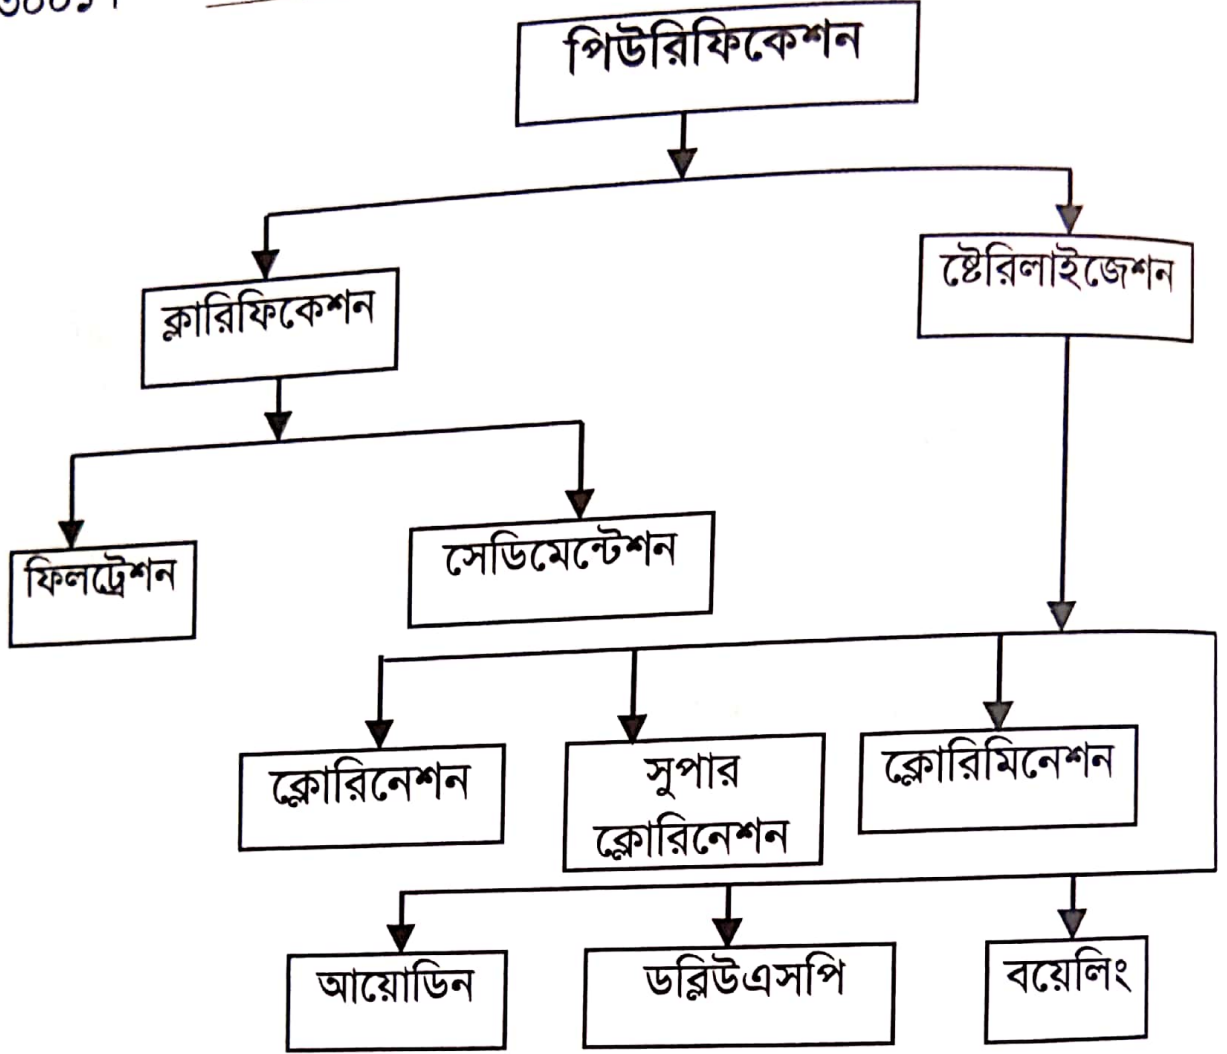 পিউরিফিকেশন
ক্লারিফিকেশন
ষ্টেরিলাইজেশন
ফিলট্রেশন
সেডিমেন্টেশন
ক্লোরিনেশন
সুপার
ক্লোরিনেশন
ক্লোরিমিনেশন
আয়োডিন
ডব্লিউএসপি
বয়েলিং